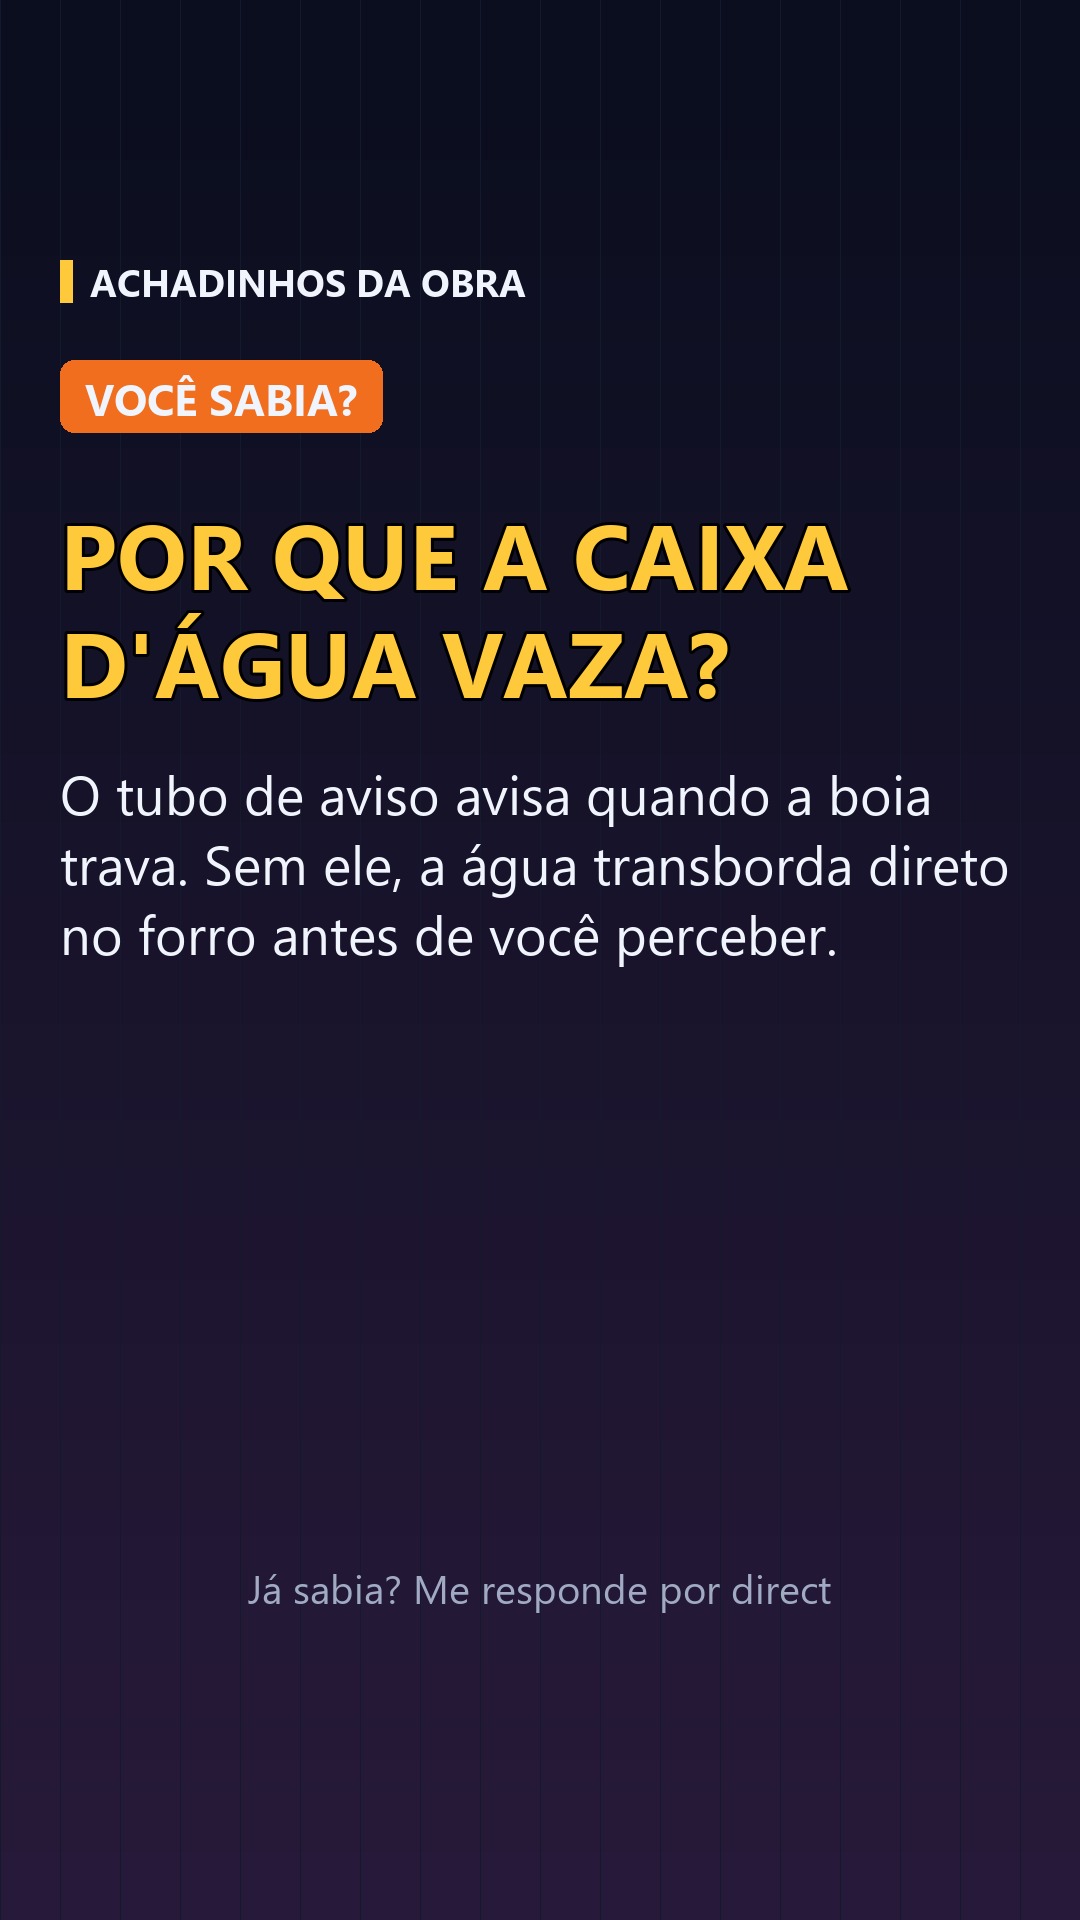 ACHADINHOS DA OBRA
VOCÊ SABIA?
POR QUE A CAIXA
D'ÁGUA VAZA?
O tubo de aviso avisa quando a boia
trava. Sem ele, a água transborda direto
no forro antes de você perceber.
Já sabia? Me responde por direct